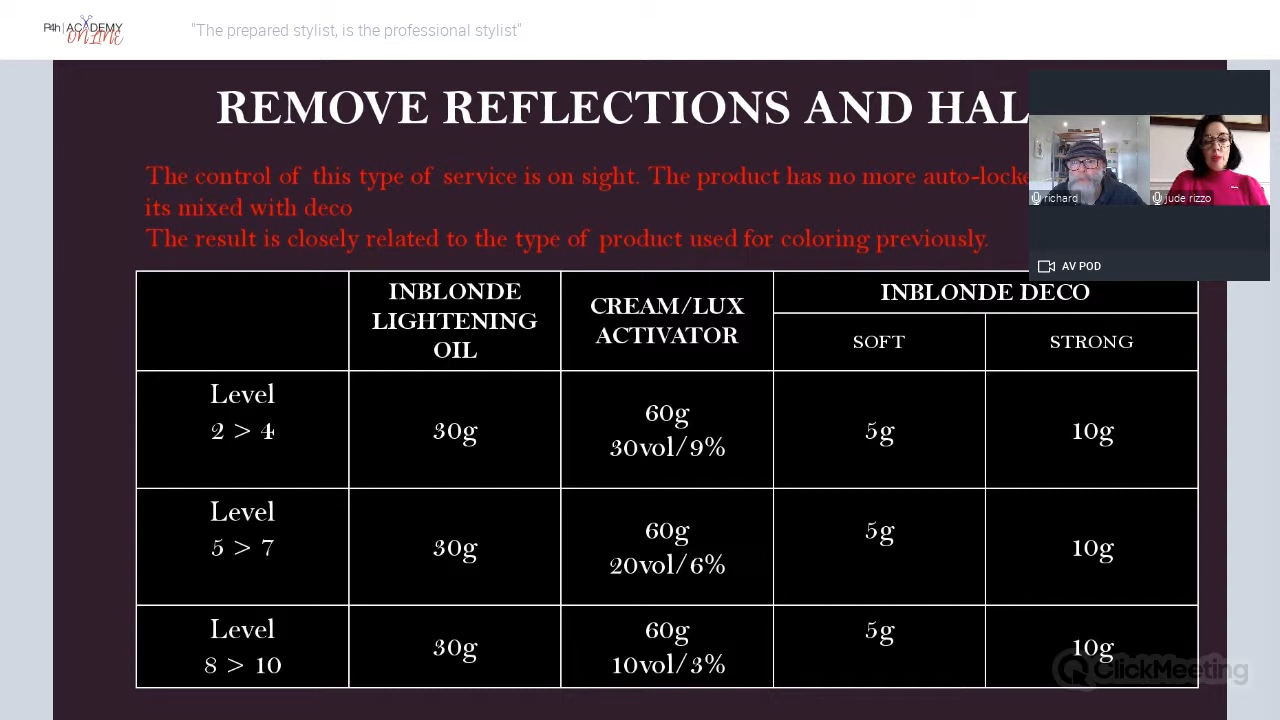 P4h | ACADEMY
ONLINE
"The prepared stylist, is the professional stylist"
REMOVE REFLECTIONS AND HAL
The control of this type of service is on sight. The product has no more auto-locke
its mixed with deco
The result is closely related to the type of product used for coloring previously.
richard
jude rizzo
AV POD
INBLONDE
LIGHTENING
OIL
CREAM/LUX
ACTIVATOR
INBLONDE DECO
SOFT
STRONG
Level
2 > 4
30g
60g
30vol/9%
5g
10g
Level
5 > 7
30g
60g
20vol/6%
5g
10g
Level
8 > 10
30g
60g
10vol/3%
5g
10g
ClickMeeting